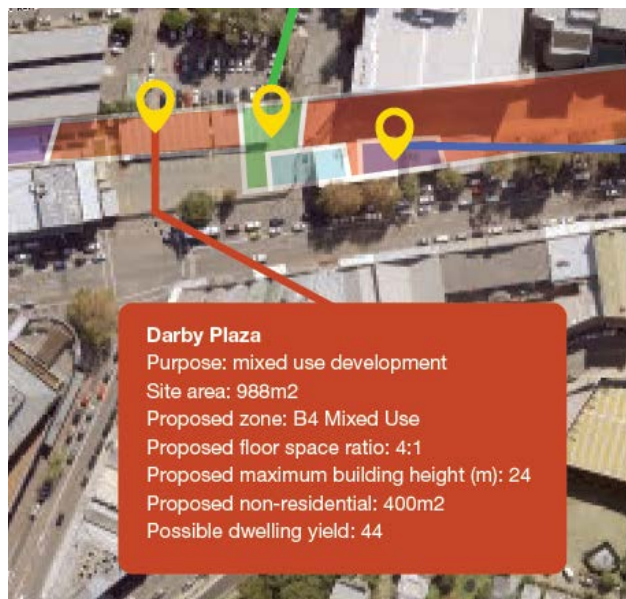 Darby Plaza
Purpose: mixed use development
Site area: 988m2
Proposed zone: B4 Mixed Use
Proposed floor space ratio: 4:1
Proposed maximum building height (m): 24
Proposed non-residential: 400m2
Possible dwelling yield: 44